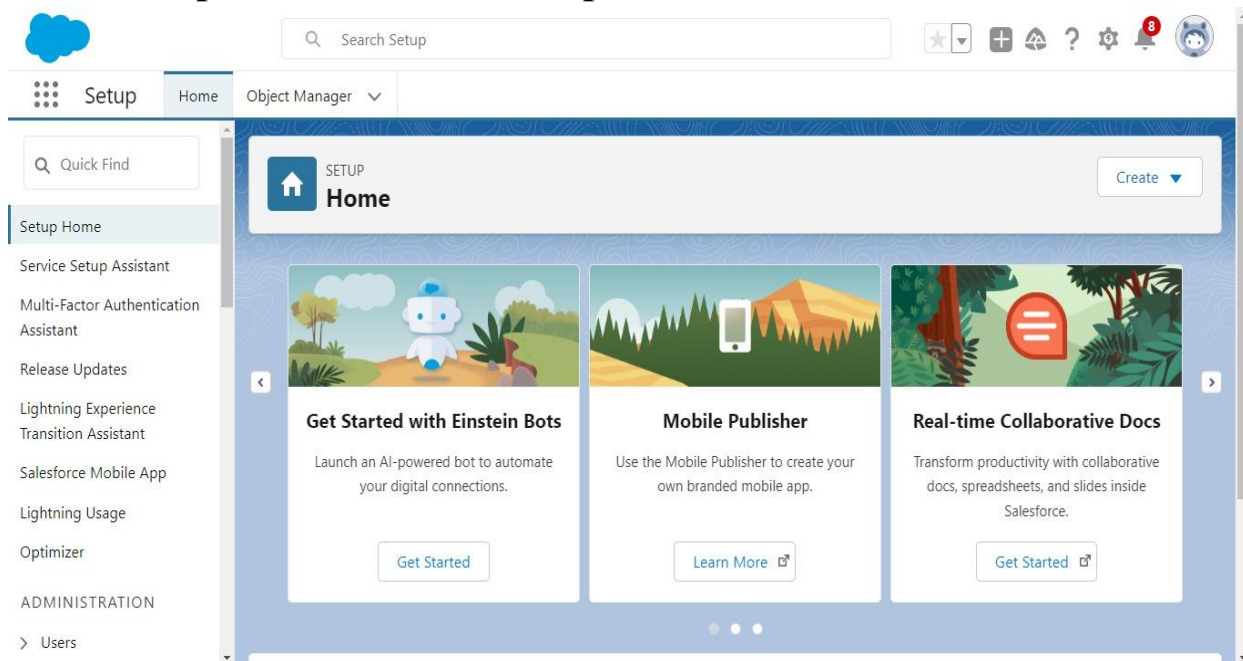 Search Setup
8
Setup
Home
Object Manager
Quick Find
Setup Home
Service Setup Assistant
Multi-Factor Authentication
Assistant
Release Updates
Lightning Experience
Transition Assistant
Salesforce Mobile App
Lightning Usage
Optimizer
ADMINISTRATION
Users
SETUP
Home
Create
Get Started with Einstein Bots
Launch an AI-powered bot to automate
your digital connections.
Get Started
Mobile Publisher
Use the Mobile Publisher to create your
own branded mobile app.
Learn More
Real-time Collaborative Docs
Transform productivity with collaborative
docs, spreadsheets, and slides inside
Salesforce.
Get Started